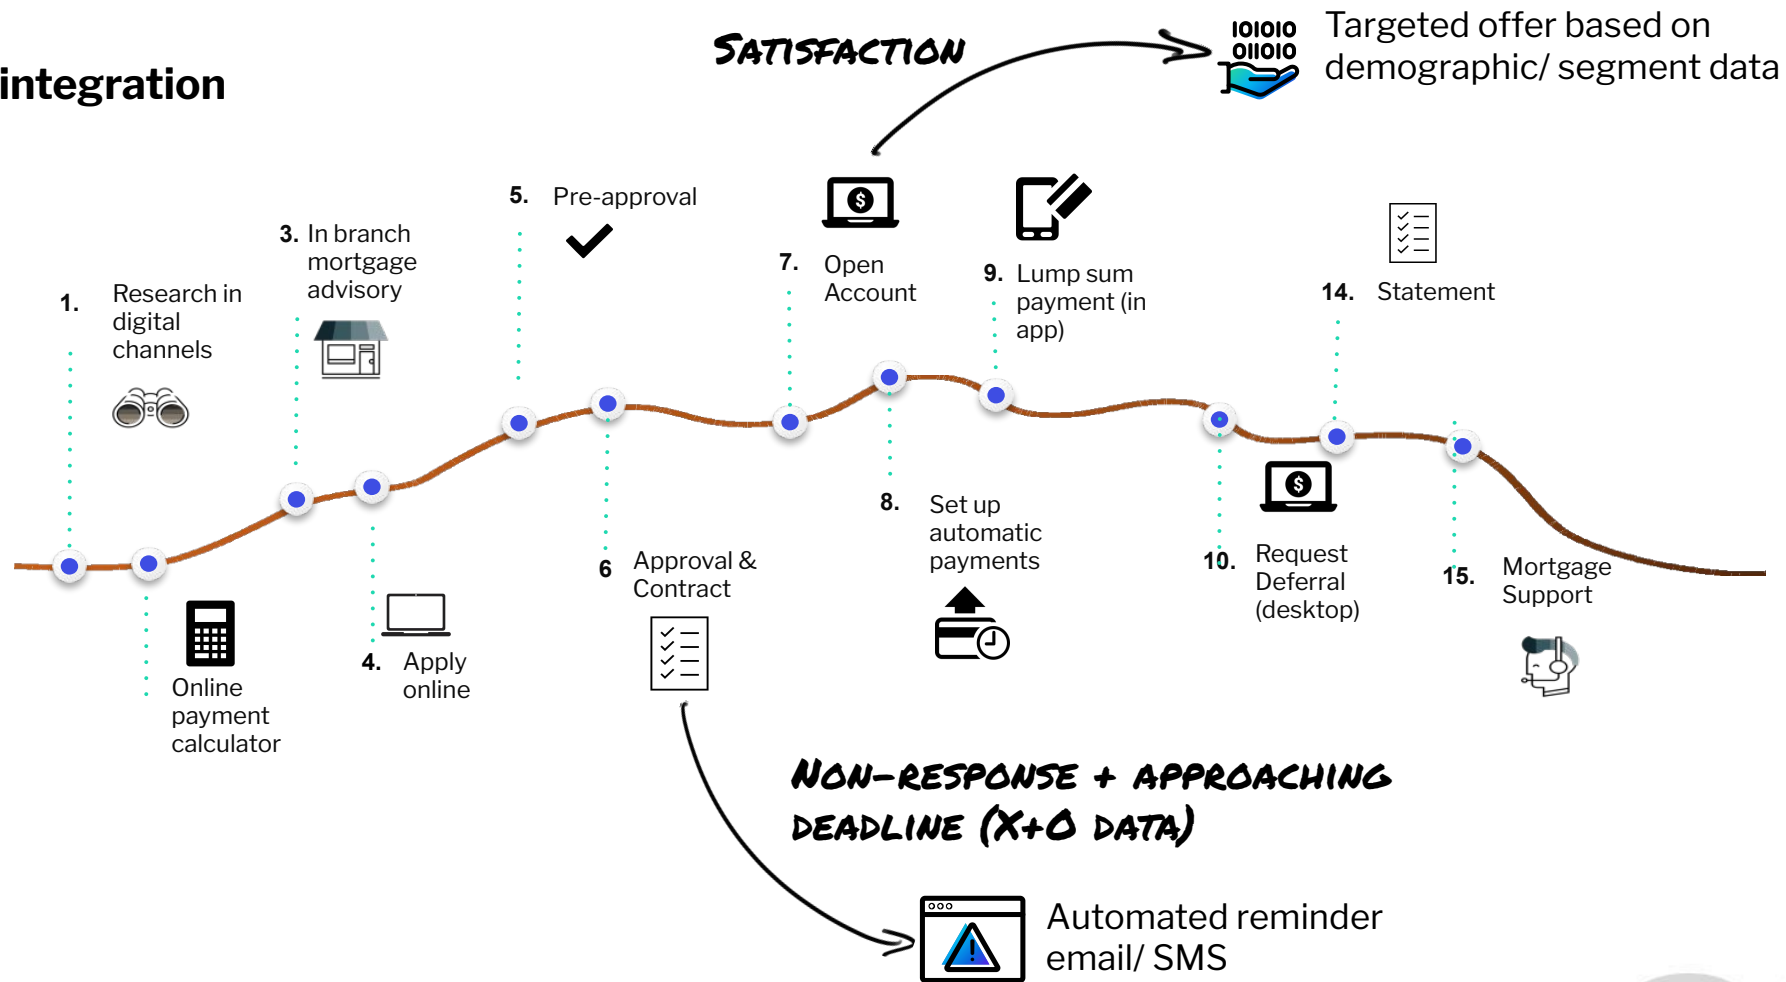 integration
SATISFACTION
101010
011010
Targeted offer based on
demographic/ segment data
1.
Research in
digital
channels
Online
payment
calculator
3. In branch
mortgage
advisory
4. Apply
online
5. Pre-approval
6 Approval &
Contract
7. Open
Account
8. Set up
automatic
payments
9. Lump sum
payment (in
app)
10. Request
Deferral
(desktop)
14. Statement
15. Mortgage
Support
NON-RESPONSE + APPROACHING
DEADLINE (X+O DATA)
Automated reminder
email/ SMS